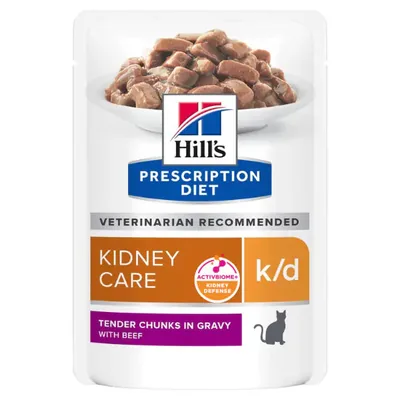 Hill's
PRESCRIPTION
DIET
VETERINARIAN RECOMMENDED
KIDNEY
CARE
ACTIVBIOME+
KIDNEY DEFENSE
k/d
TENDER CHUNKS IN GRAVY
WITH BEEF